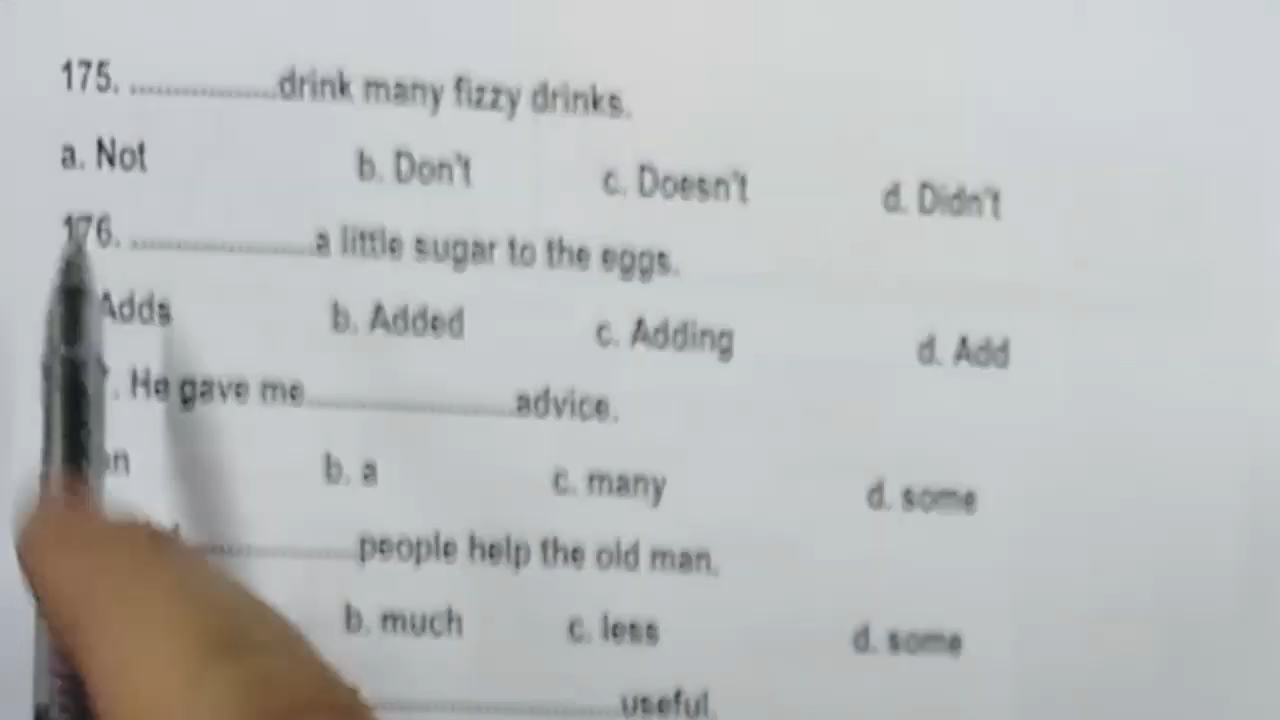 175. ................drink many fizzy drinks.
a. Not b. Don't c. Doesn't d. Didn't
176. ....................a little sugar to the eggs.
Adds b. Added c. Adding d. Add
. He gave me.......................advice.
b. a c. many d. some
.................people help the old man.
b. much c. less d. some
...........................useful.